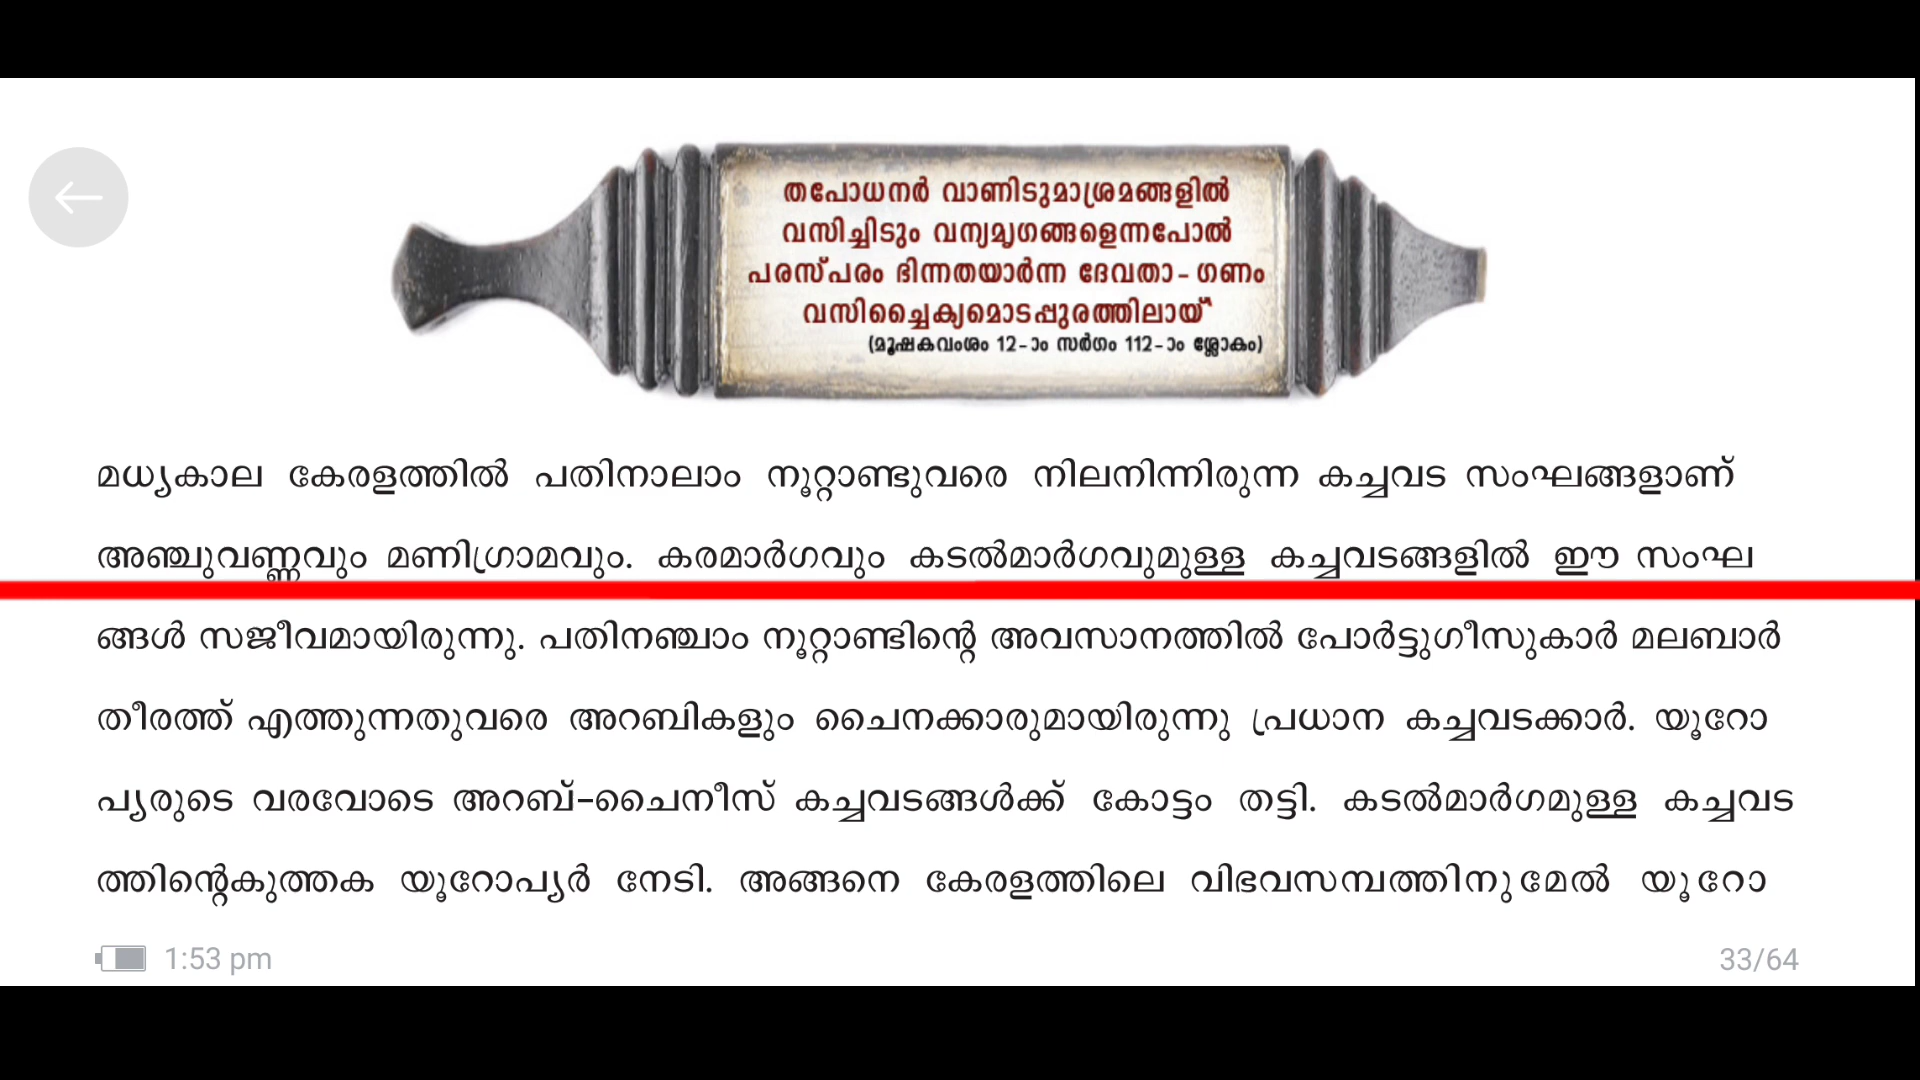 തപോധനർ വാണിടുമാശ്രമങ്ങളിൽ
വസിച്ചിടും വന്യമൃഗങ്ങളെന്നപോൽ
പരസ്പരം ഭിന്നതയാർന്ന ദേവതാ-ഗണം
വസിച്ചൈക്യമൊടപ്പുരത്തിലായ്"
(മൂഷകവംശം 12-ാം സർഗം 112-ാം ശ്ലോകം)
മധ്യകാല കേരളത്തിൽ പതിനാലാം നൂറ്റാണ്ടുവരെ നിലനിന്നിരുന്ന കച്ചവട സംഘങ്ങളാണ്
അഞ്ചുവണ്ണവും മണിഗ്രാമവും. കരമാർഗവും കടൽമാർഗവുമുള്ള കച്ചവടങ്ങളിൽ ഈ സംഘ
ങ്ങൾ സജീവമായിരുന്നു. പതിനഞ്ചാം നൂറ്റാണ്ടിന്റെ അവസാനത്തിൽ പോർട്ടുഗീസുകാർ മലബാർ
തീരത്ത് എത്തുന്നതുവരെ അറബികളും ചൈനക്കാരുമായിരുന്നു പ്രധാന കച്ചവടക്കാർ. യൂറോ
പ്യരുടെ വരവോടെ അറബ്-ചൈനീസ് കച്ചവടങ്ങൾക്ക് കോട്ടം തട്ടി. കടൽമാർഗമുള്ള കച്ചവട
ത്തിന്റെകുത്തക യൂറോപ്യർ നേടി. അങ്ങനെ കേരളത്തിലെ വിഭവസമ്പത്തിനുമേൽ യൂറോ
1:53 pm
33/64